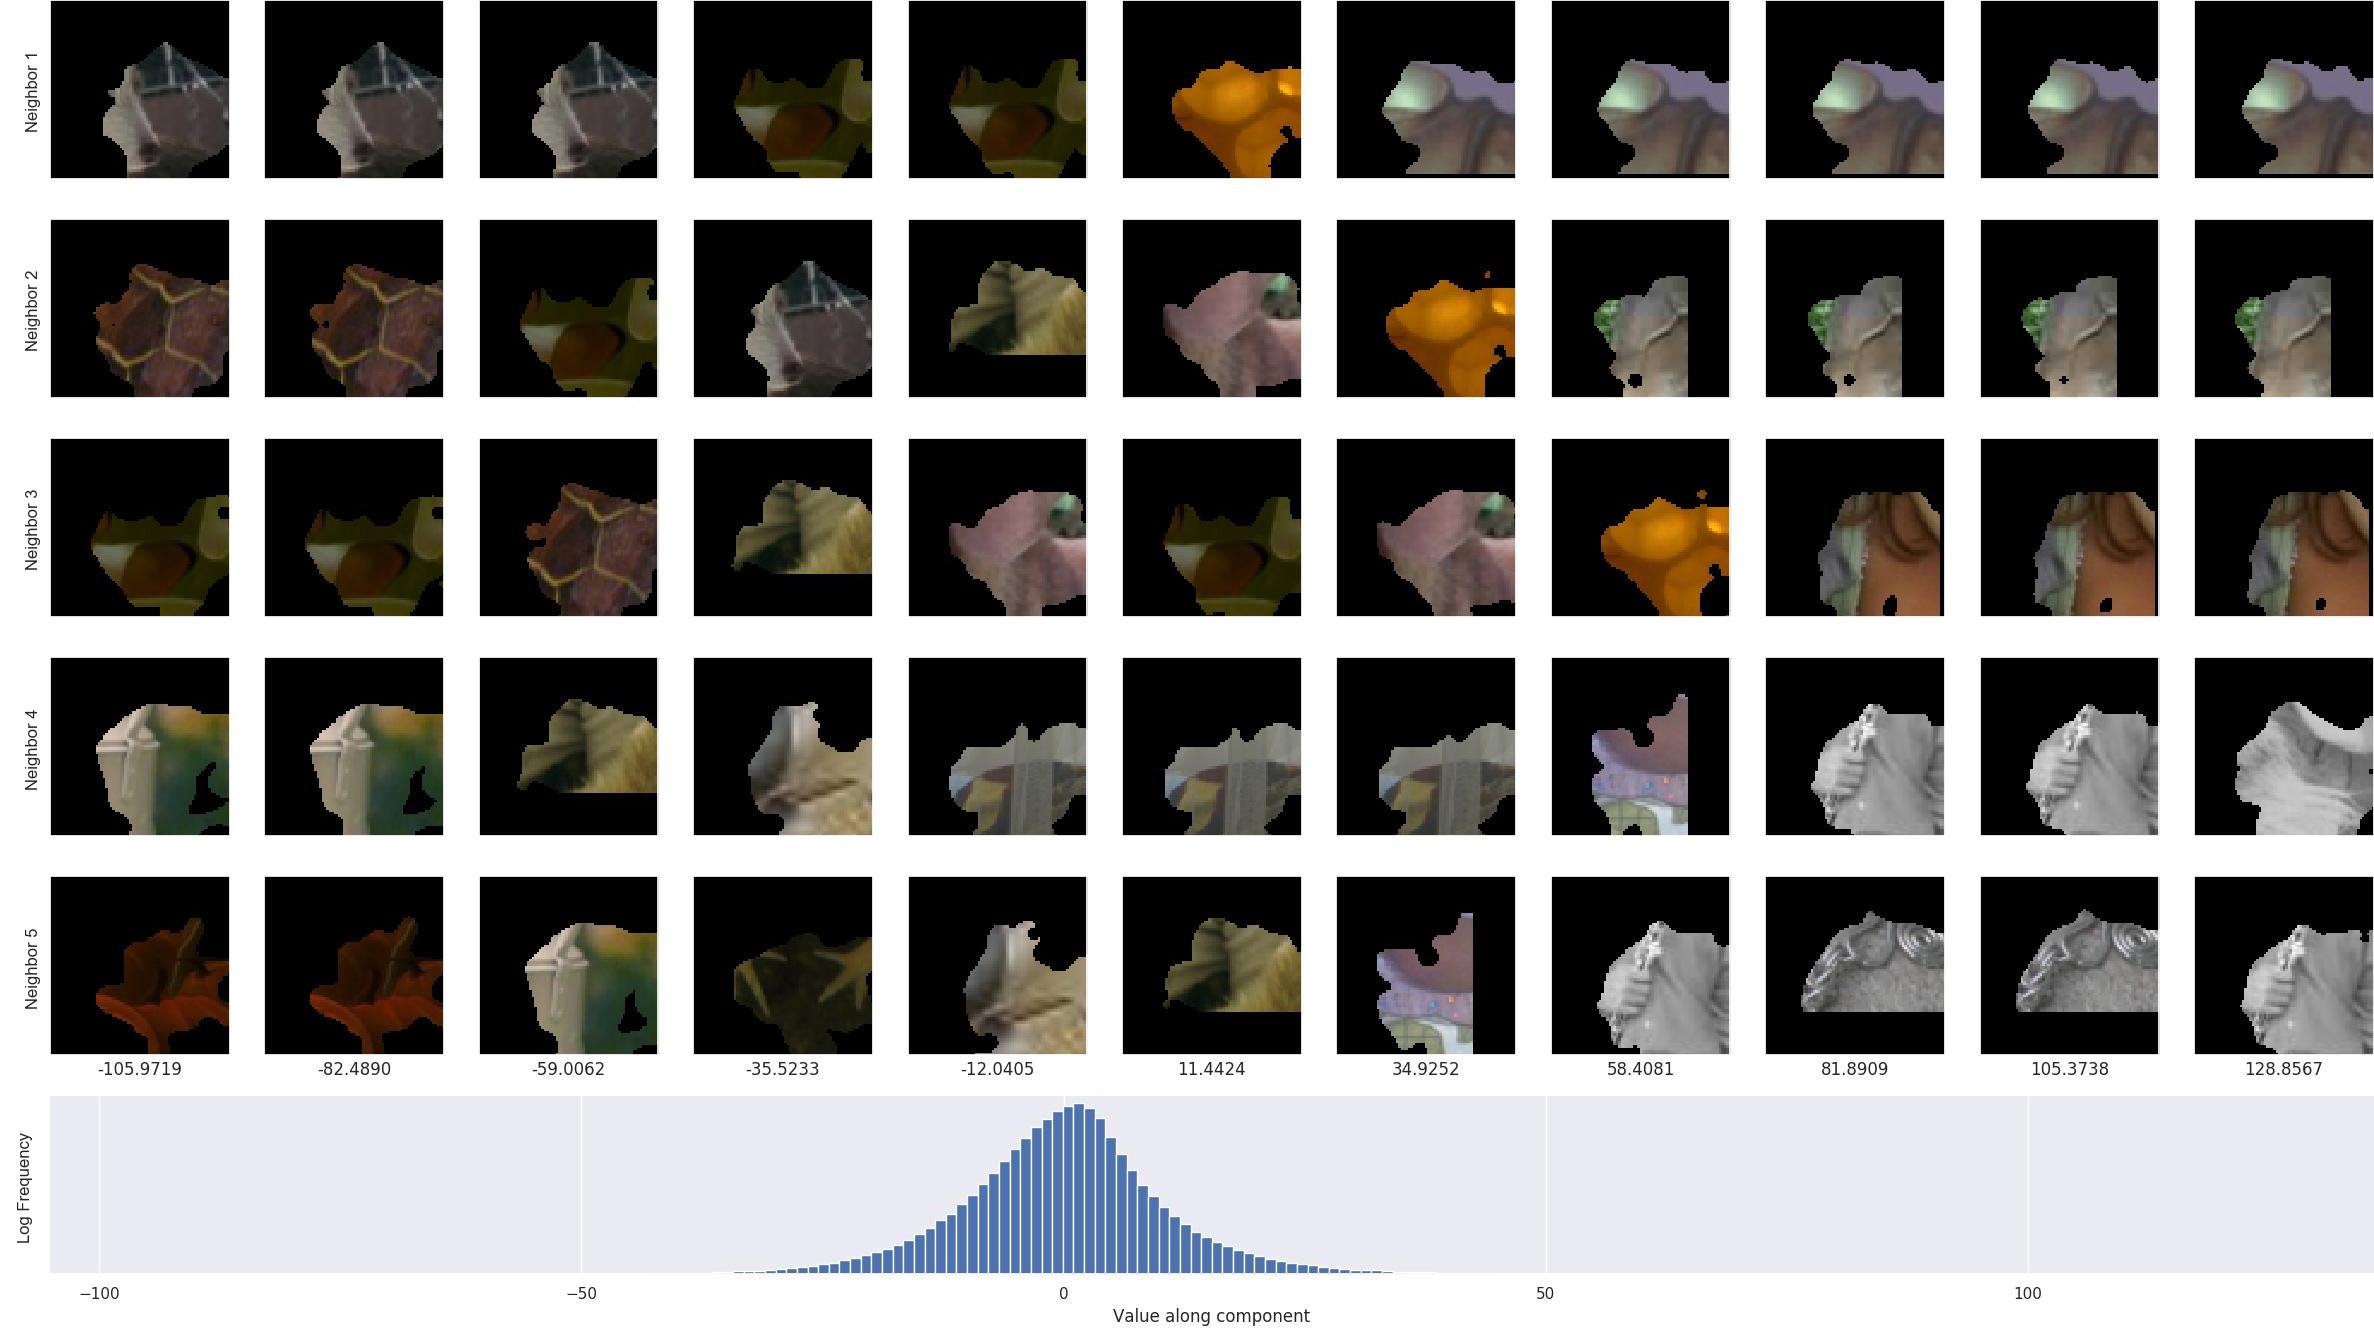 Neighbor 1
Neighbor 2
Neighbor 3
Neighbor 4
Neighbor 5
-105.9719 -82.4890 -59.0062 -35.5233 -12.0405 11.4424 34.9252 58.4081 81.8909 105.3738 128.8567
Log Frequency
−100 −50 0 50 100
Value along component